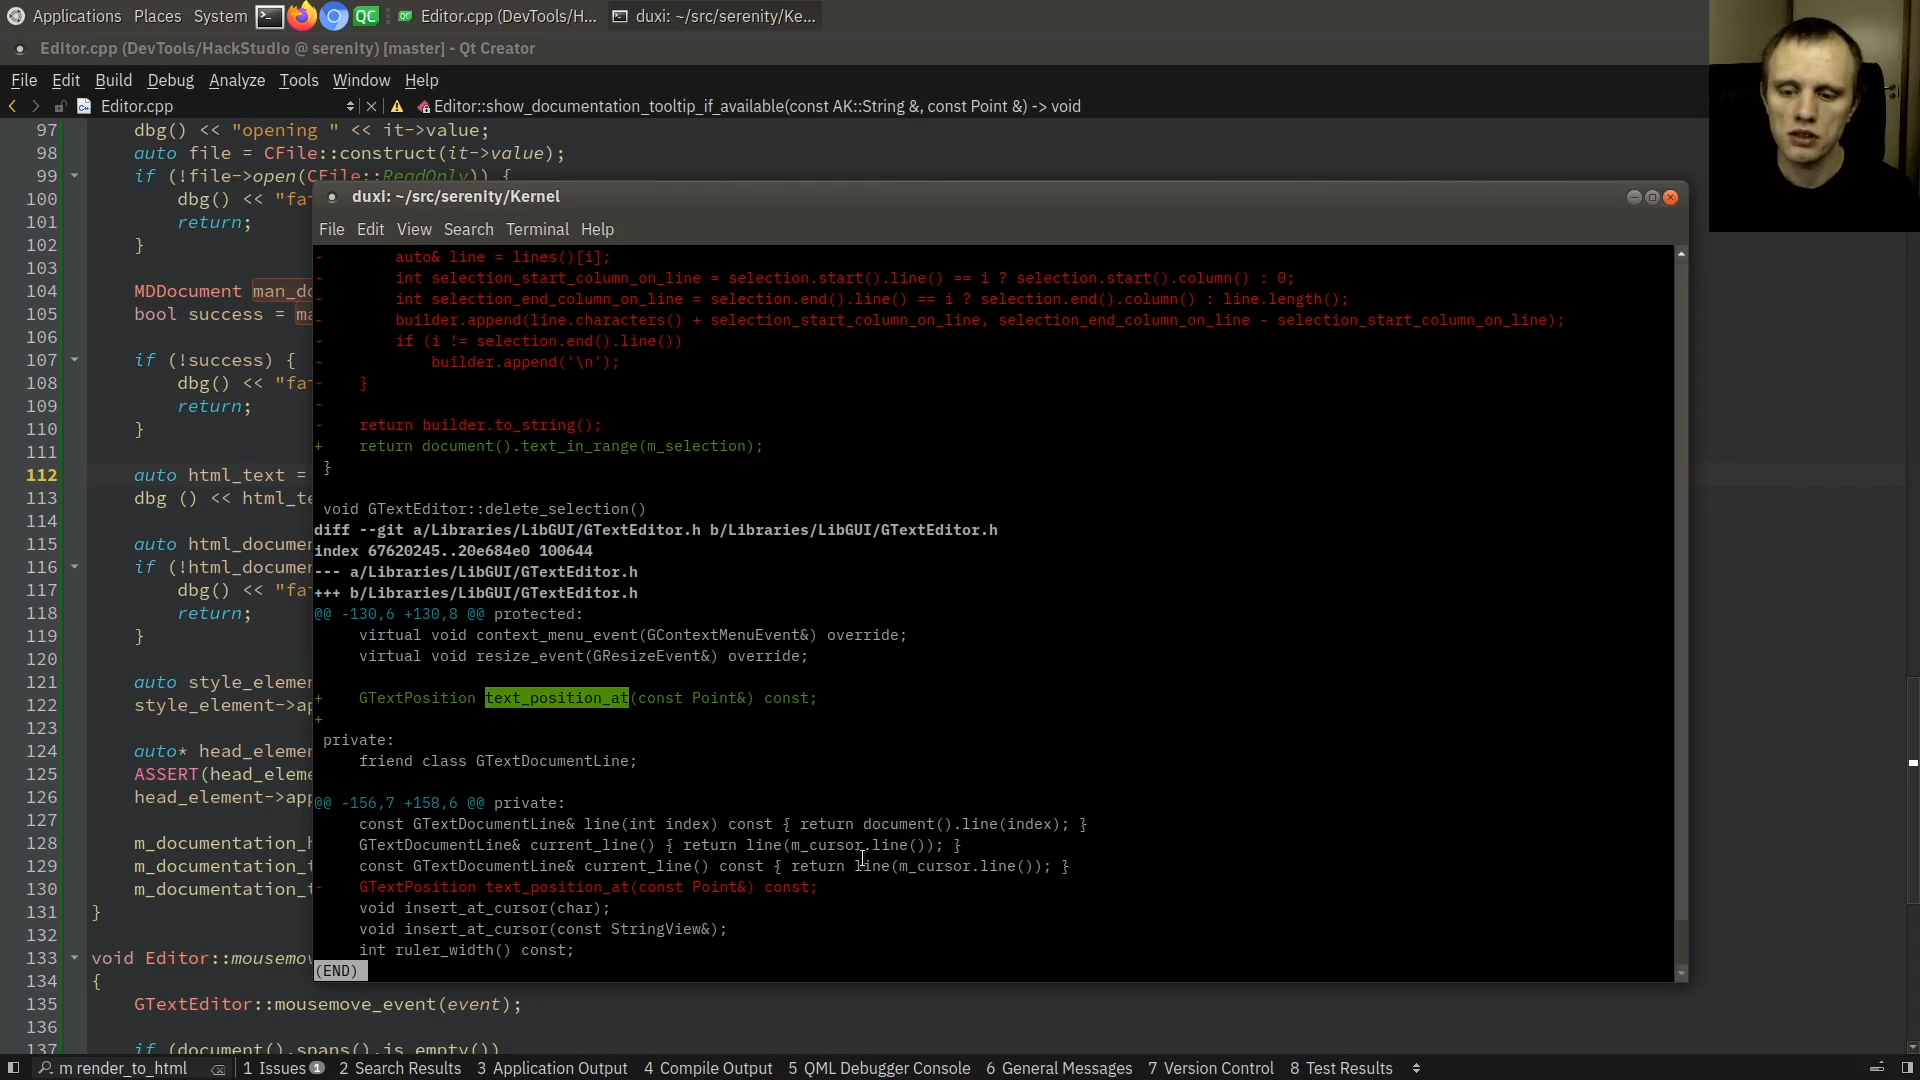 Applications Places System QC QC Editor.cpp (DevTools/H... duxi: ~/src/serenity/Ke...
Editor.cpp (DevTools/HackStudio @ serenity) [master] - Qt Creator
File Edit Build Debug Analyze Tools Window Help
Editor.cpp Editor::show_documentation_tooltip_if_available(const AK::String &, const Point &) -> void
97 dbg() << "opening " << it->value;
98 auto file = CFile::construct(it->value);
99 if (!file->open(CFile::ReadOnly)) {
100 dbg() << "fa
101 return;
102 }
103
104 MDDocument man_d
105 bool success = m
106
107 if (!success) {
108 dbg() << "fa
109 return;
110 }
111
112 auto html_text =
113 dbg () << html_t
114
115 auto html_docume
116 if (!html_docume
117 dbg() << "fa
118 return;
119 }
120
121 auto style_eleme
122 style_element->a
123
124 auto* head_eleme
125 ASSERT(head_eleme
126 head_element->ap
127
128 m_documentation_
129 m_documentation_
130 m_documentation_
131 }
132
133 void Editor::mousemo
134 {
135 GTextEditor::mousemove_event(event);
136
137 if (document().spans().is_empty())
duxi: ~/src/serenity/Kernel
File Edit View Search Terminal Help
- auto& line = lines()[i];
- int selection_start_column_on_line = selection.start().line() == i ? selection.start().column() : 0;
- int selection_end_column_on_line = selection.end().line() == i ? selection.end().column() : line.length();
- builder.append(line.characters() + selection_start_column_on_line, selection_end_column_on_line - selection_start_column_on_line);
- if (i != selection.end().line())
- builder.append('\n');
- }
-
- return builder.to_string();
+ return document().text_in_range(m_selection);
}
void GTextEditor::delete_selection()
diff --git a/Libraries/LibGUI/GTextEditor.h b/Libraries/LibGUI/GTextEditor.h
index 67620245..20e684e0 100644
--- a/Libraries/LibGUI/GTextEditor.h
+++ b/Libraries/LibGUI/GTextEditor.h
@@ -130,6 +130,8 @@ protected:
virtual void context_menu_event(GContextMenuEvent&) override;
virtual void resize_event(GResizeEvent&) override;
+ GTextPosition text_position_at(const Point&) const;
+
private:
friend class GTextDocumentLine;
@@ -156,7 +158,6 @@ private:
const GTextDocumentLine& line(int index) const { return document().line(index); }
GTextDocumentLine& current_line() { return line(m_cursor.line()); }
const GTextDocumentLine& current_line() const { return line(m_cursor.line()); }
- GTextPosition text_position_at(const Point&) const;
void insert_at_cursor(char);
void insert_at_cursor(const StringView&);
int ruler_width() const;
(END)
m render_to_html 1 Issues 1 2 Search Results 3 Application Output 4 Compile Output 5 QML Debugger Console 6 General Messages 7 Version Control 8 Test Results